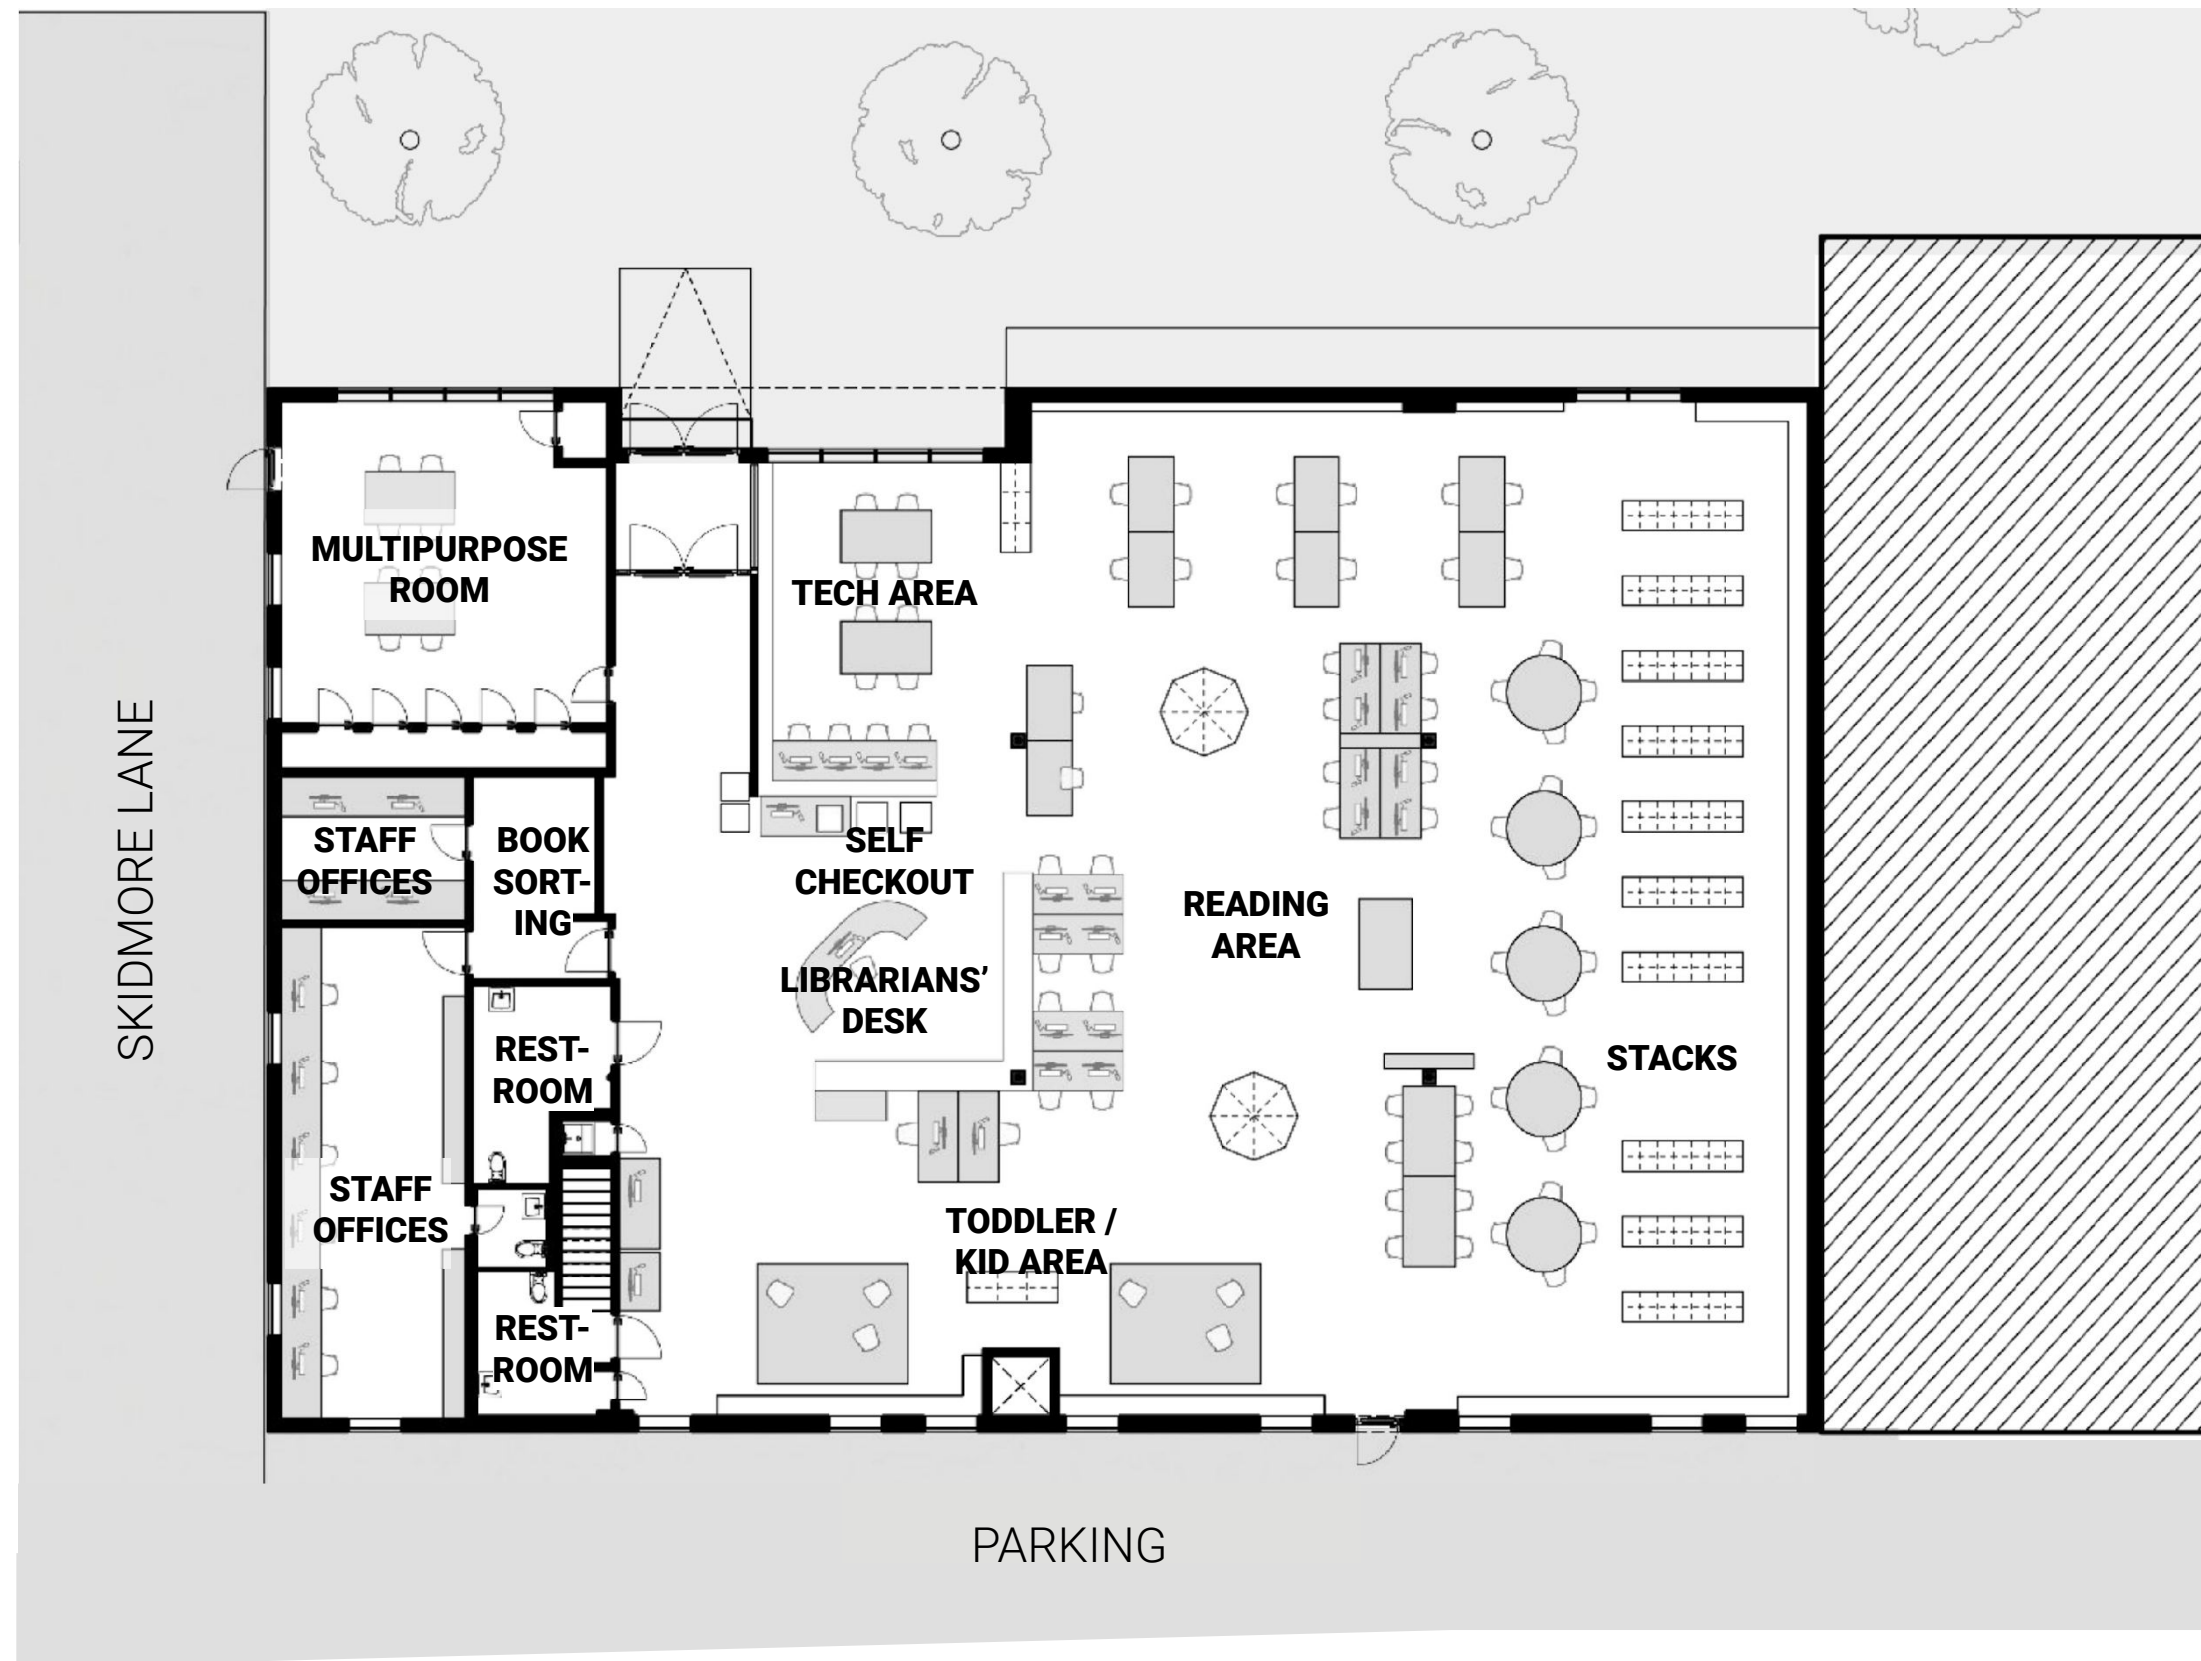 MULTIPURPOSE
ROOM
TECH AREA
SKIDMORE LANE
STAFF
OFFICES
BOOK
SORT-
ING
SELF
CHECKOUT
LIBRARIANS’
DESK
READING
AREA
STACKS
REST-
ROOM
STAFF
OFFICES
TODDLER /
KID AREA
REST-
ROOM
PARKING